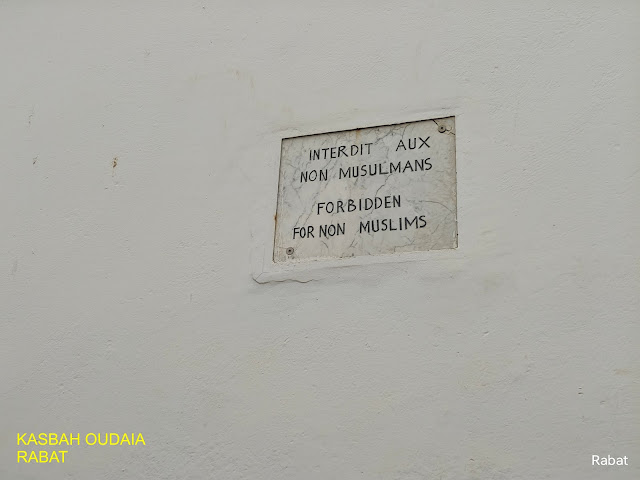 INTERDIT AUX
NON MUSULMANS
FORBIDDEN
FOR NON MUSLIMS
KASBAH OUDAIA
RABAT
Rabat